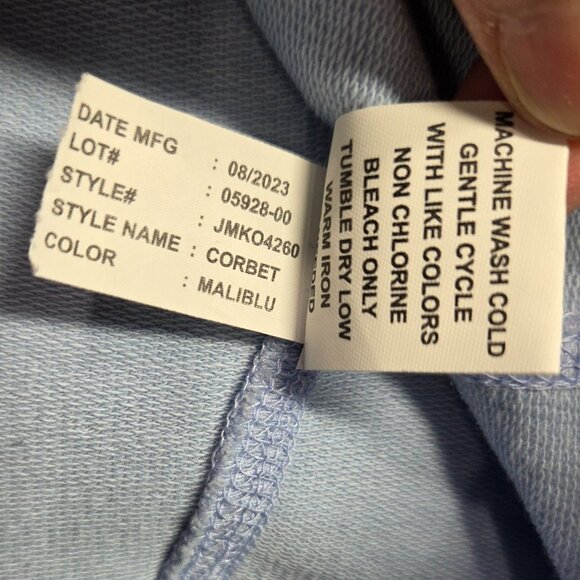 DATE MFG : 08/2023
LOT# : 05928-00
STYLE# : JMKO4260
STYLE NAME : CORBET
COLOR : MALIBLU
MACHINE WASH COLD
GENTLE CYCLE
WITH LIKE COLORS
NON CHLORINE
BLEACH ONLY
TUMBLE DRY LOW
WARM IRON